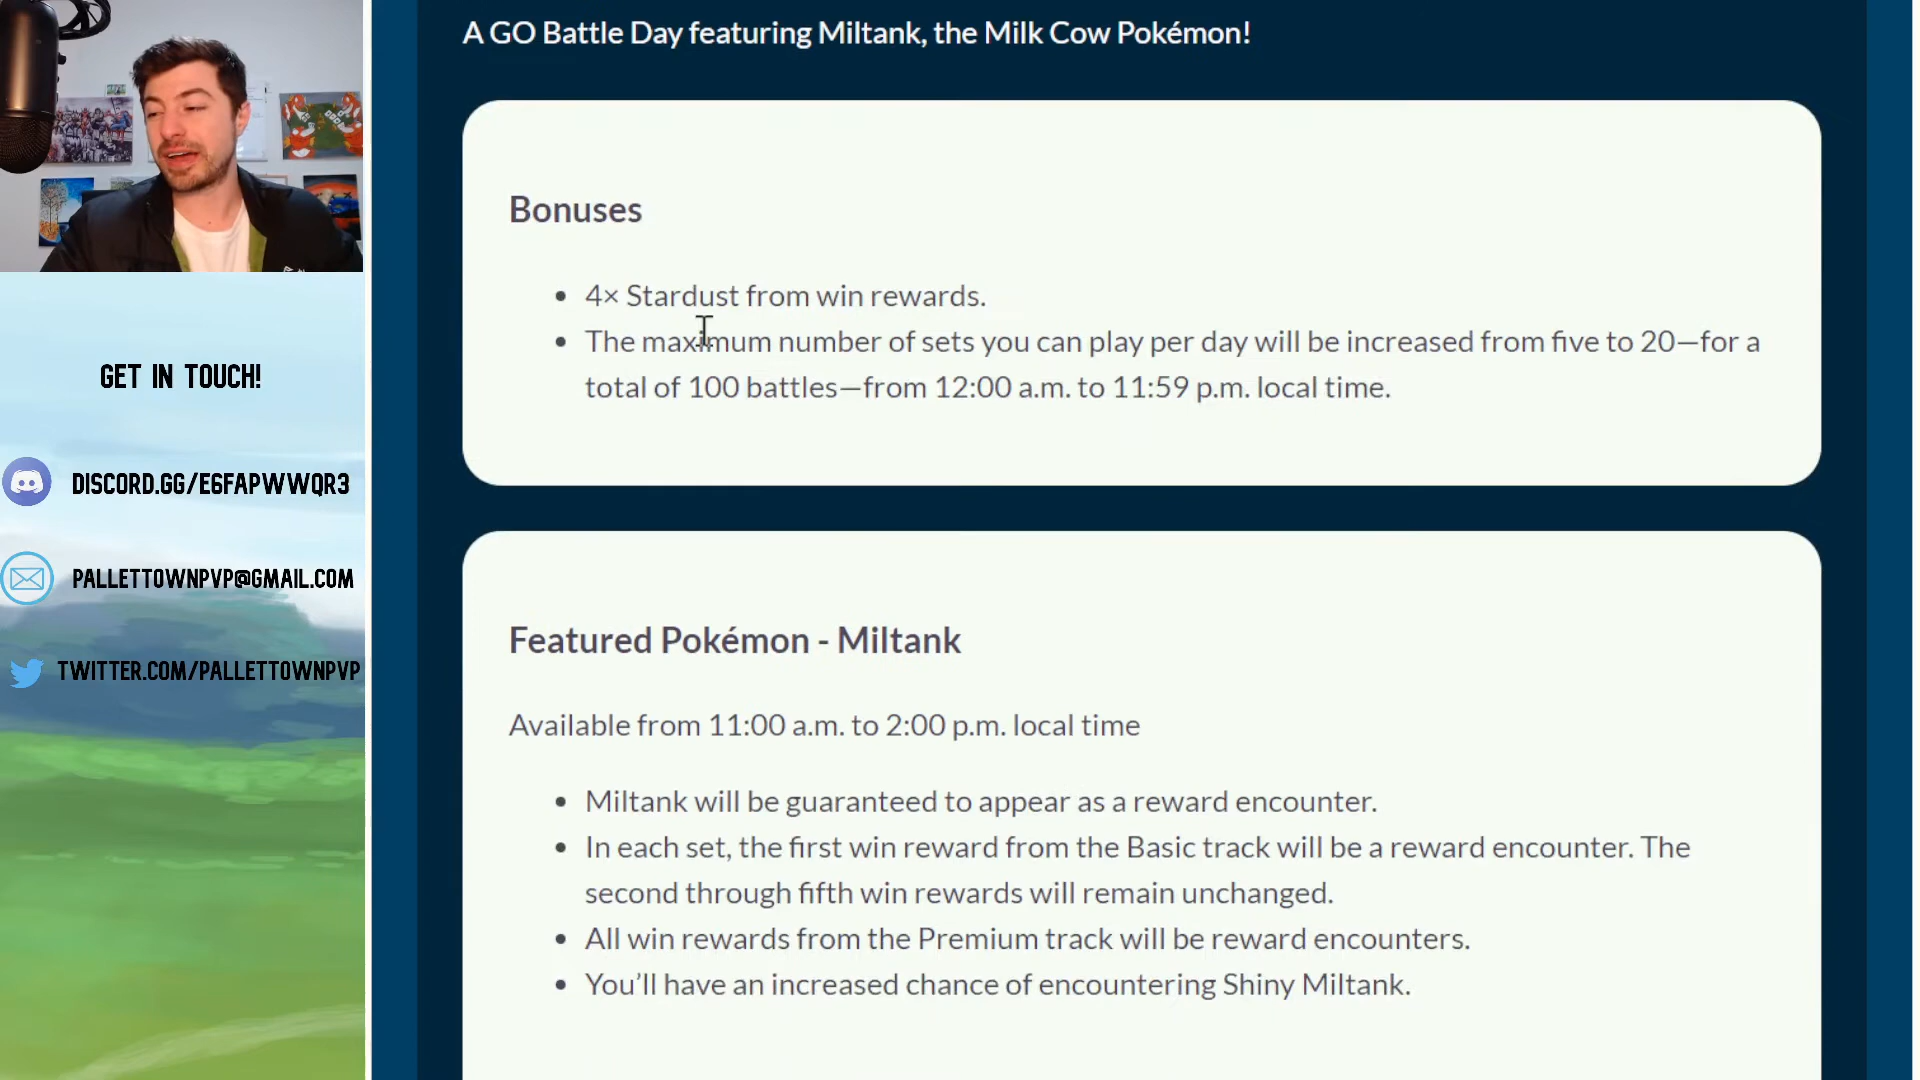 A GO Battle Day featuring Miltank, the Milk Cow Pokémon!
Bonuses
4× Stardust from win rewards.
The maximum number of sets you can play per day will be increased from five to 20—for a
total of 100 battles—from 12:00 a.m. to 11:59 p.m. local time.
Featured Pokémon - Miltank
Available from 11:00 a.m. to 2:00 p.m. local time
Miltank will be guaranteed to appear as a reward encounter.
In each set, the first win reward from the Basic track will be a reward encounter. The
second through fifth win rewards will remain unchanged.
All win rewards from the Premium track will be reward encounters.
You’ll have an increased chance of encountering Shiny Miltank.
GET IN TOUCH!
DISCORD.GG/E6FAPWWQR3
PALLETTOWNPVP@GMAIL.COM
TWITTER.COM/PALLETTOWNPVP